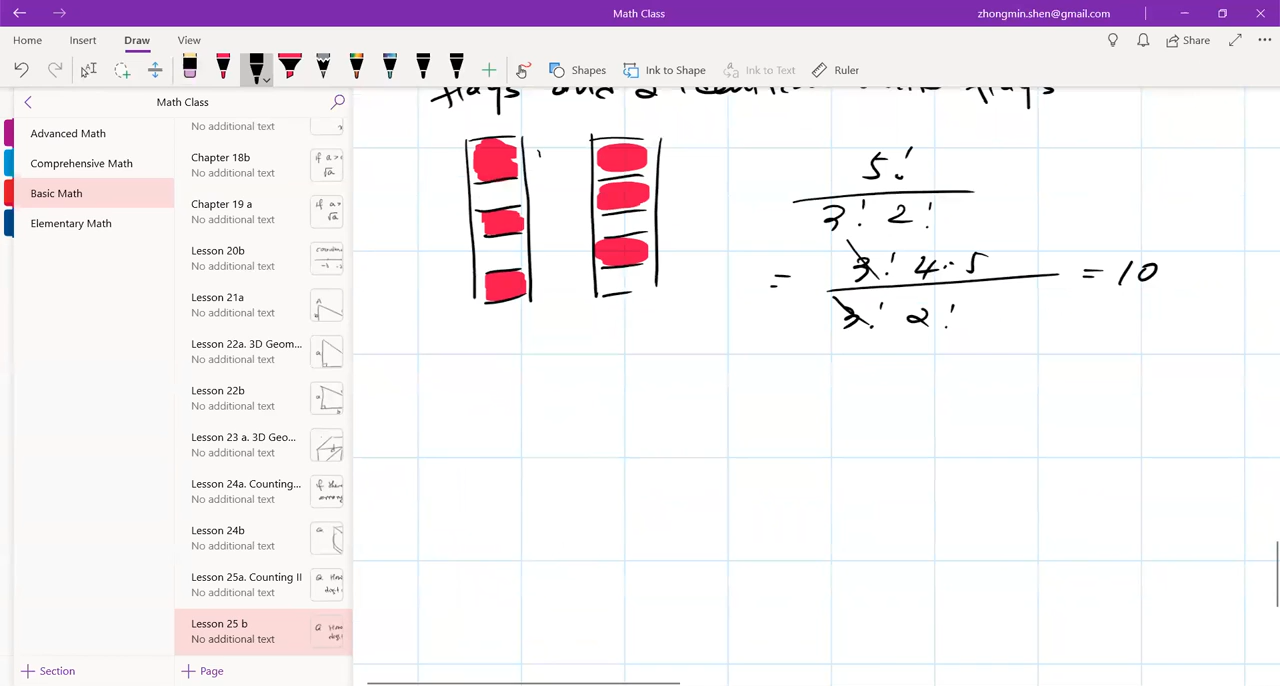 Math Class
zhongmin.shen@gmail.com
Home
Insert
Draw
View
Share
Shapes
Ink to Shape
Ink to Text
Ruler
Math Class
Advanced Math
Comprehensive Math
Basic Math
Elementary Math
No additional text
Chapter 18b
No additional text
Chapter 19 a
No additional text
Lesson 20b
No additional text
Lesson 21a
No additional text
Lesson 22a. 3D Geom...
No additional text
Lesson 22b
No additional text
Lesson 23 a. 3D Geo...
No additional text
Lesson 24a. Counting...
No additional text
Lesson 24b
No additional text
Lesson 25a. Counting II
No additional text
Lesson 25 b
No additional text
Section
Page
flags and 2 flags
5!
3! 2!
= 3! 4·5 = 10
3! 2!